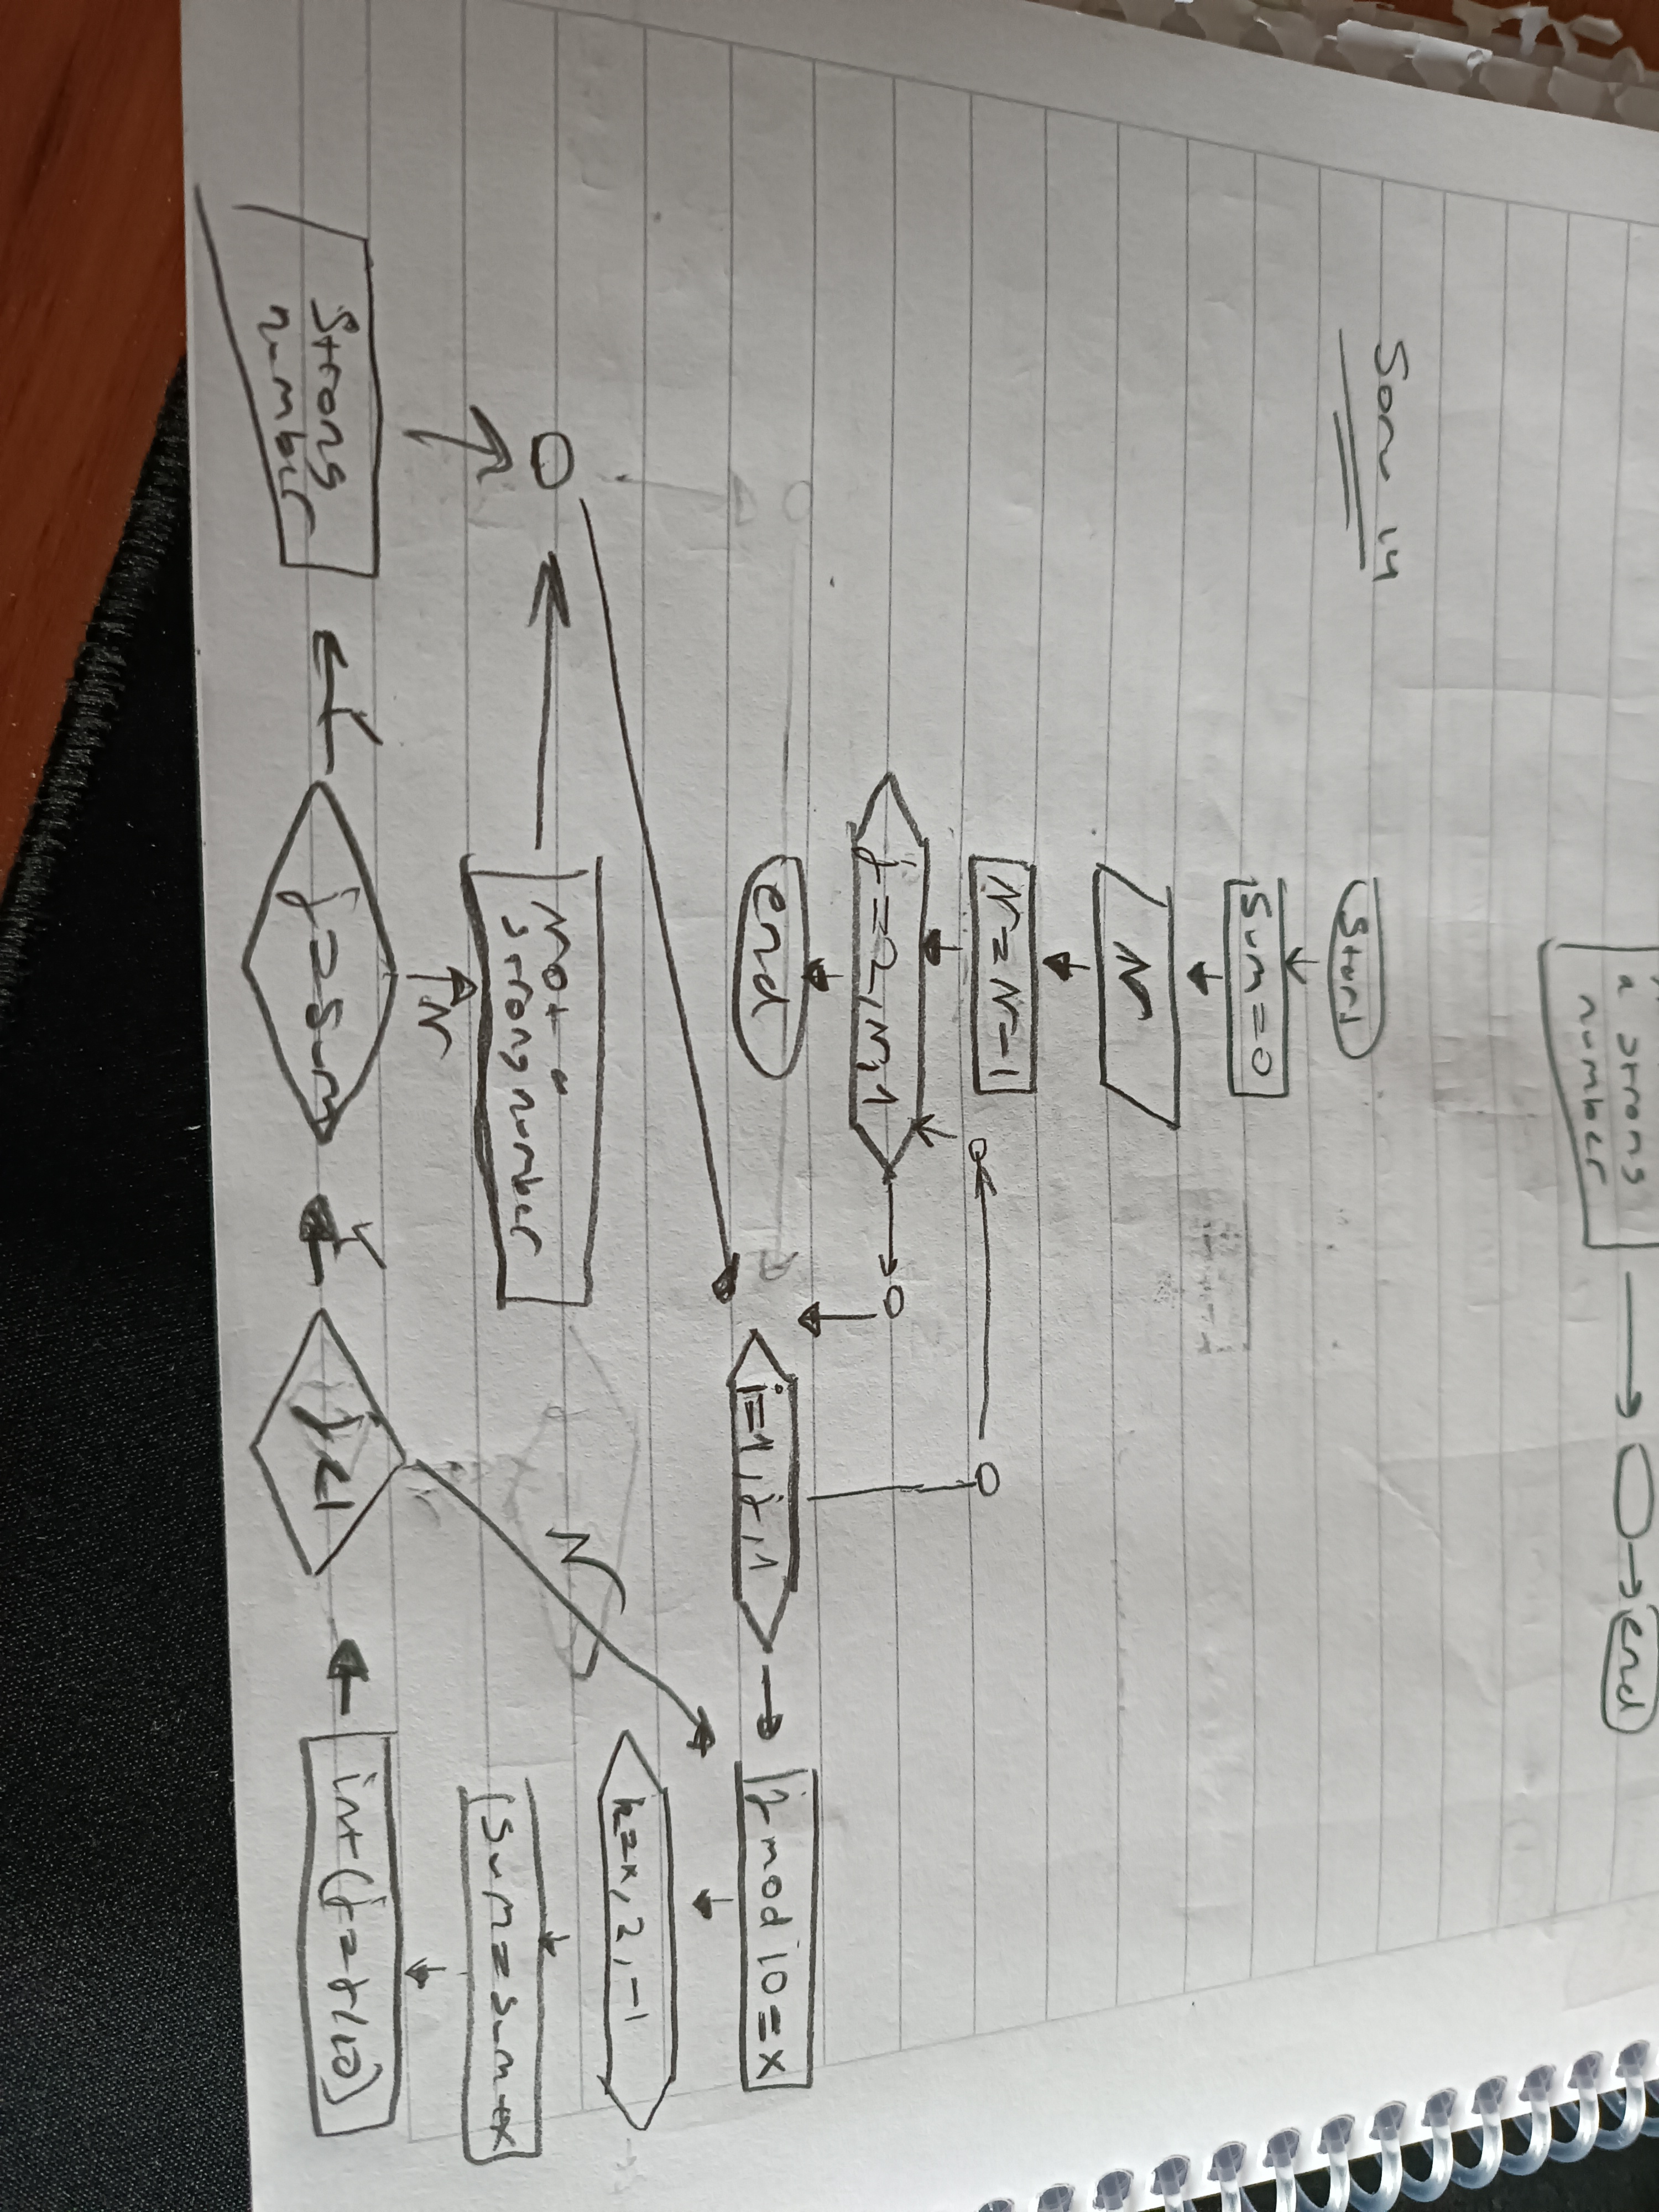 a strong
number
end
Soru 14
Start
Sum=0
N
N=N-1
j=2,N,1
end
i=1,j,1
j mod 10=x
k=x,2,-1
Sum=Sum+x
int(j=j/10)
j<1
N
Y
j=Sum
N
Not a
strong number
Y
Strong
number